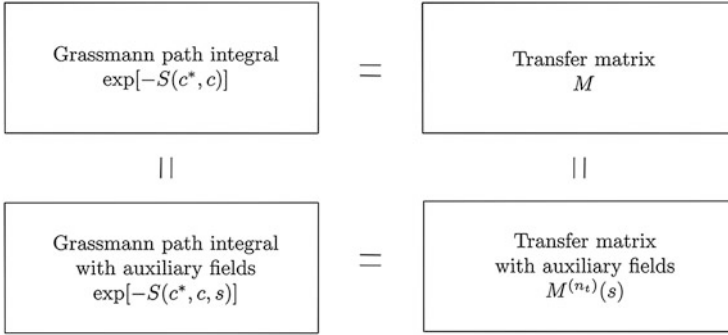 Grassmann path integral
exp[−S(c*, c)]
=
Transfer matrix
M
||
||
Grassmann path integral
with auxiliary fields
exp[−S(c*, c, s)]
=
Transfer matrix
with auxiliary fields
M^(n_t)(s)